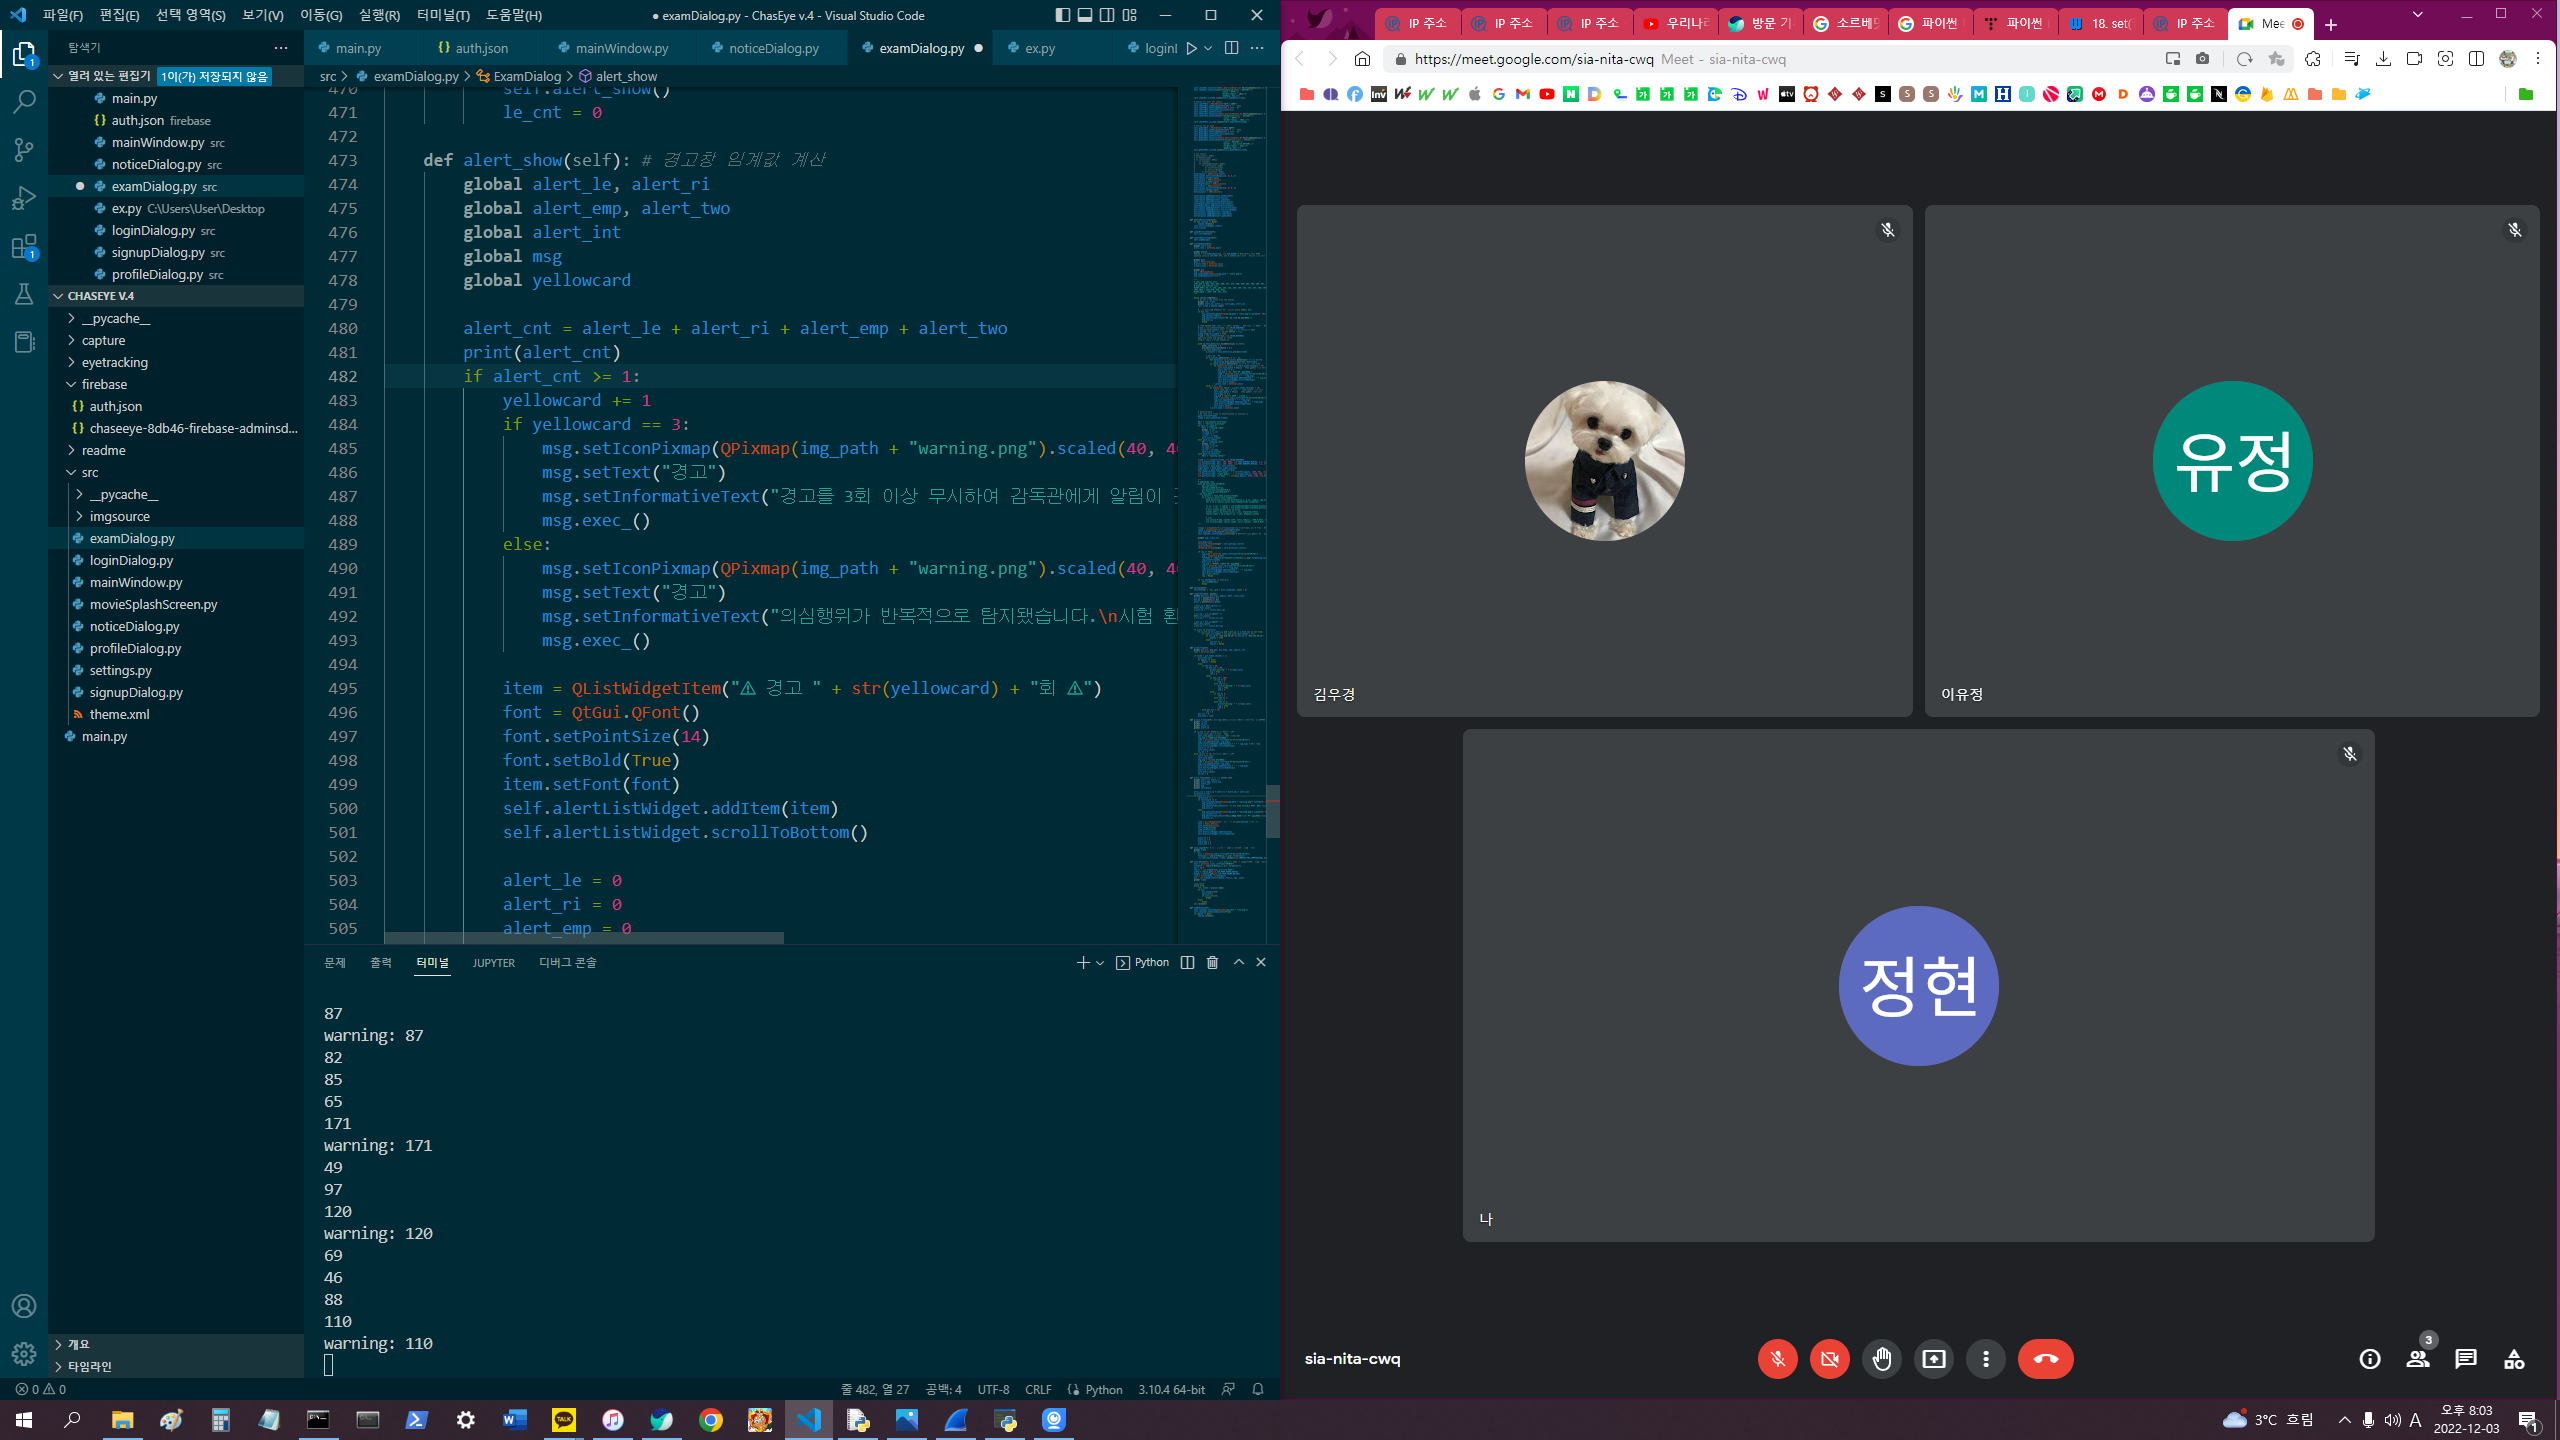 파일(F) 편집(E) 선택 영역(S) 보기(V) 이동(G) 실행(R) 터미널(T) 도움말(H)
● examDialog.py - ChasEye v.4 - Visual Studio Code
탐색기
열려 있는 편집기 1이(가) 저장되지 않음
main.py
auth.json firebase
mainWindow.py src
noticeDialog.py src
examDialog.py src
ex.py C:\Users\User\Desktop
loginDialog.py src
signupDialog.py src
profileDialog.py src
CHASEYE V.4
__pycache__
capture
eyetracking
firebase
auth.json
chaseeye-8db46-firebase-adminsd...
readme
src
__pycache__
imgsource
examDialog.py
loginDialog.py
mainWindow.py
movieSplashScreen.py
noticeDialog.py
profileDialog.py
settings.py
signupDialog.py
theme.xml
main.py
개요
타임라인
main.py auth.json mainWindow.py noticeDialog.py examDialog.py ex.py
src > examDialog.py > ExamDialog > alert_show
470 self.alert_show()
471 le_cnt = 0
472
473 def alert_show(self): # 경고창 임계값 계산
474 global alert_le, alert_ri
475 global alert_emp, alert_two
476 global alert_int
477 global msg
478 global yellowcard
479
480 alert_cnt = alert_le + alert_ri + alert_emp + alert_two
481 print(alert_cnt)
482 if alert_cnt >= 1:
483 yellowcard += 1
484 if yellowcard == 3:
485 msg.setIconPixmap(QPixmap(img_path + "warning.png").scaled(40, 4
486 msg.setText("경고")
487 msg.setInformativeText("경고를 3회 이상 무시하여 감독관에게 알림이
488 msg.exec_()
489 else:
490 msg.setIconPixmap(QPixmap(img_path + "warning.png").scaled(40, 4
491 msg.setText("경고")
492 msg.setInformativeText("의심행위가 반복적으로 탐지됐습니다.\n시험 환
493 msg.exec_()
494
495 item = QListWidgetItem("⚠ 경고 " + str(yellowcard) + "회 ⚠")
496 font = QtGui.QFont()
497 font.setPointSize(14)
498 font.setBold(True)
499 item.setFont(font)
500 self.alertListWidget.addItem(item)
501 self.alertListWidget.scrollToBottom()
502
503 alert_le = 0
504 alert_ri = 0
505 alert_emp = 0
문제 출력 터미널 JUPYTER 디버그 콘솔
Python
87
warning: 87
82
85
65
171
warning: 171
49
97
120
warning: 120
69
46
88
110
warning: 110
0 0
줄 482, 열 27 공백: 4 UTF-8 CRLF Python 3.10.4 64-bit
IP 주소 IP 주소 IP 주소 우리나라 방문 기 소르베 파이썬 파이썬 18. set( IP 주소 Mee
https://meet.google.com/sia-nita-cwq Meet - sia-nita-cwq
김우경
유정
이유정
정현
나
sia-nita-cwq
3
3°C 흐림
A
오후 8:03
2022-12-03
1